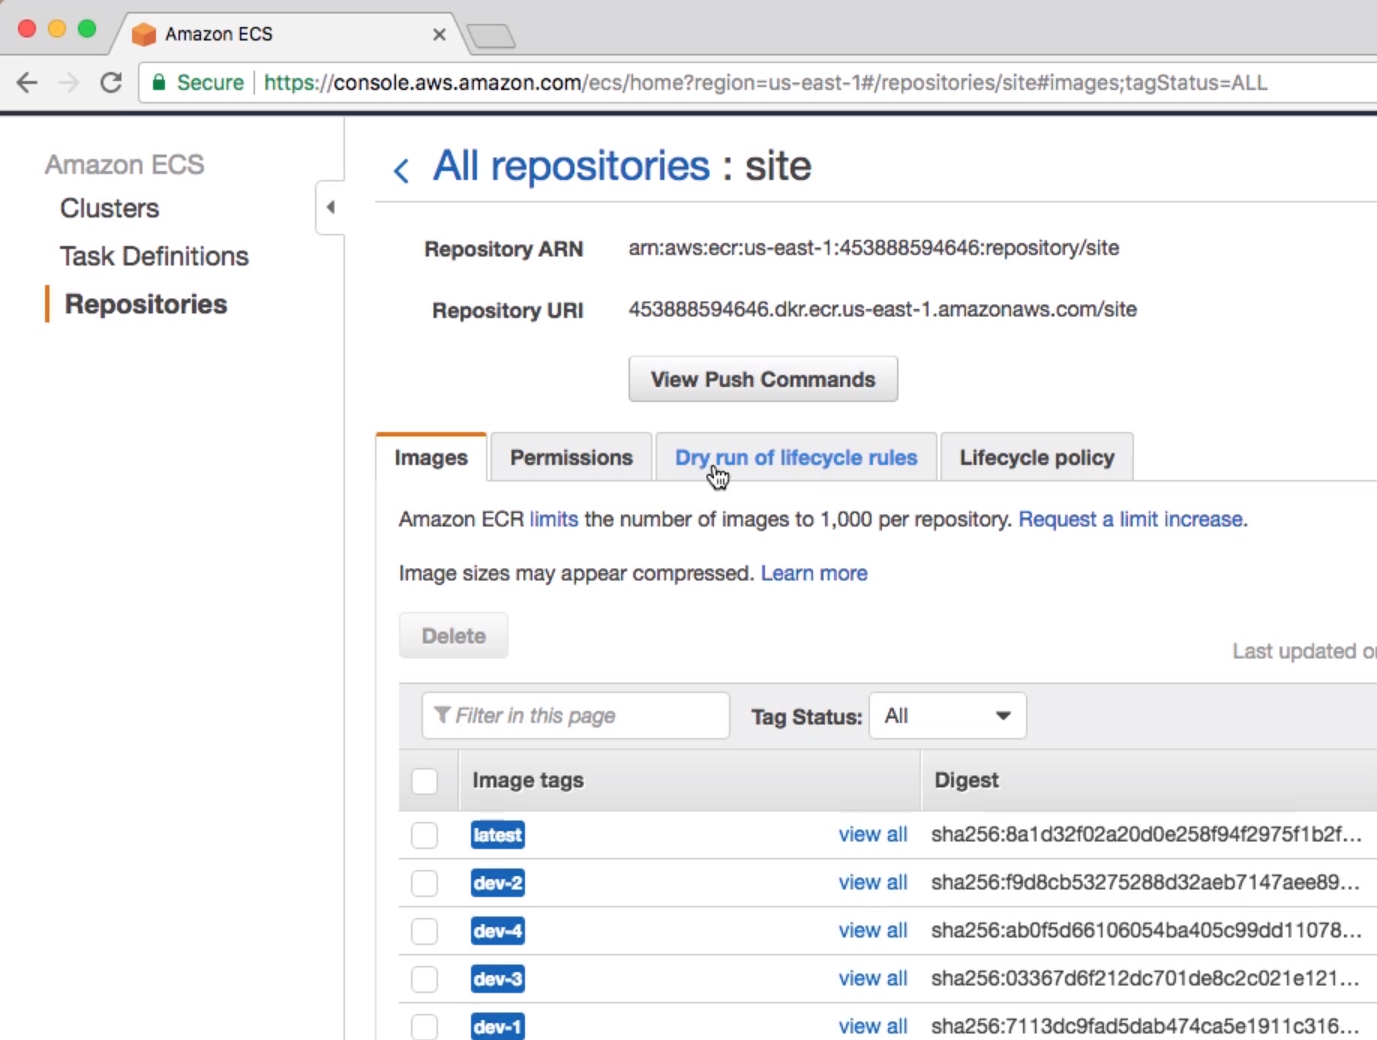 Amazon ECS
Secure https://console.aws.amazon.com/ecs/home?region=us-east-1#/repositories/site#images;tagStatus=ALL
Amazon ECS
Clusters
Task Definitions
Repositories
All repositories : site
Repository ARN arn:aws:ecr:us-east-1:453888594646:repository/site
Repository URI 453888594646.dkr.ecr.us-east-1.amazonaws.com/site
View Push Commands
Images Permissions Dry run of lifecycle rules Lifecycle policy
Amazon ECR limits the number of images to 1,000 per repository. Request a limit increase.
Image sizes may appear compressed. Learn more
Delete
Last updated
Filter in this page Tag Status: All
Image tags Digest
latest view all sha256:8a1d32f02a20d0e258f94f2975f1b2f...
dev-2 view all sha256:f9d8cb53275288d32aeb7147aee89...
dev-4 view all sha256:ab0f5d66106054ba405c99dd11078...
dev-3 view all sha256:03367d6f212dc701de8c2c021e121...
dev-1 view all sha256:7113dc9fad5dab474ca5e1911c316...